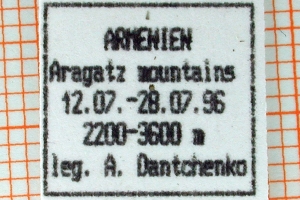 ARMENIEN
Aragatz mountains
12.07.-28.07.96
2200-3600 m
leg. A. Dantchenko